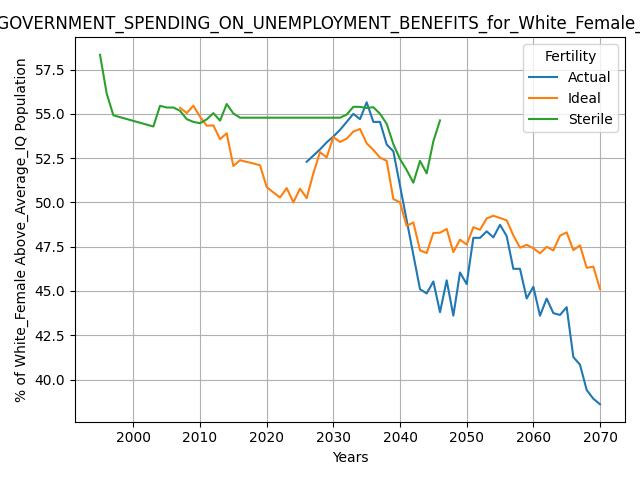 GOVERNMENT_SPENDING_ON_UNEMPLOYMENT_BENEFITS_for_White_Female_
Fertility
Actual
Ideal
Sterile
% of White_Female Above_Average_IQ Population
57.5
55.0
52.5
50.0
47.5
45.0
42.5
40.0
2000 2010 2020 2030 2040 2050 2060 2070
Years